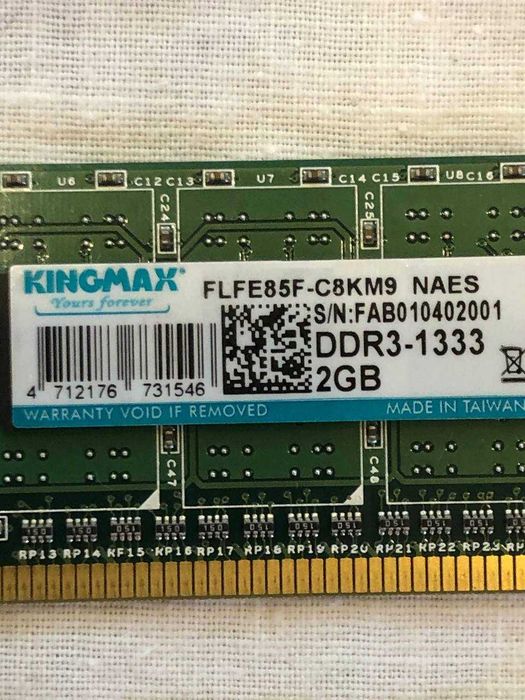 U6 C12 C13 U7 C14 C15 U8 C16
C24 C25
KINGMAX
Yours forever
FLFE85F-C8KM9 NAES
S/N:FAB010402001
DDR3-1333
2GB
4 712176 731546
WARRANTY VOID IF REMOVED MADE IN TAIWAN
C47 C48
RP13 RP14 RP15 RP16 RP17 RP18 RP19 RP20 RP21 RP22 RP23